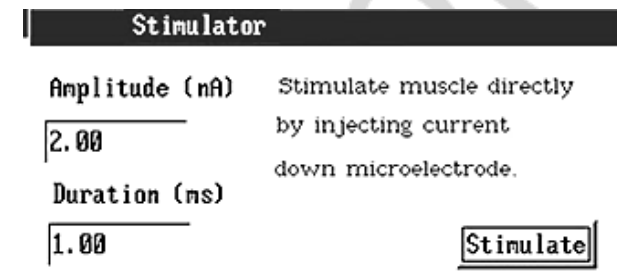 Stimulator
Amplitude (nA)
2.00
Duration (ms)
1.00
Stimulate muscle directly
by injecting current
down microelectrode.
Stimulate